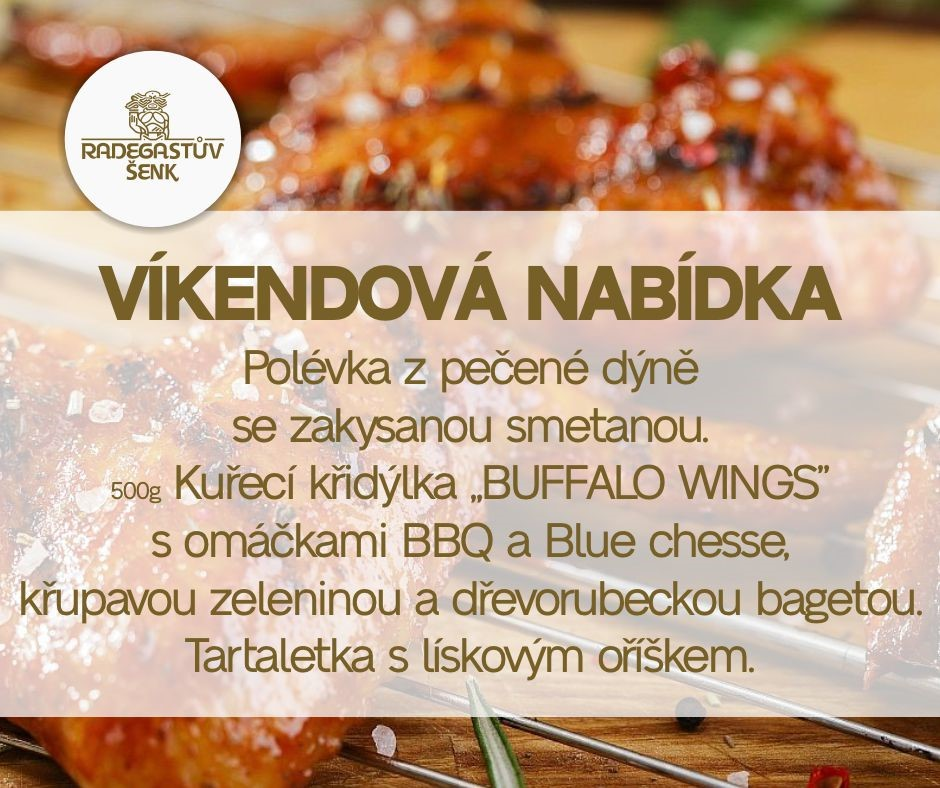 RADEGASTŮV
ŠENK
VÍKENDOVÁ NABÍDKA
Polévka z pečené dýně
se zakysanou smetanou.
500g Kuřecí křidýlka „BUFFALO WINGS”
s omáčkami BBQ a Blue chesse,
křupavou zeleninou a dřevorubeckou bagetou.
Tartaletka s lískovým oříškem.